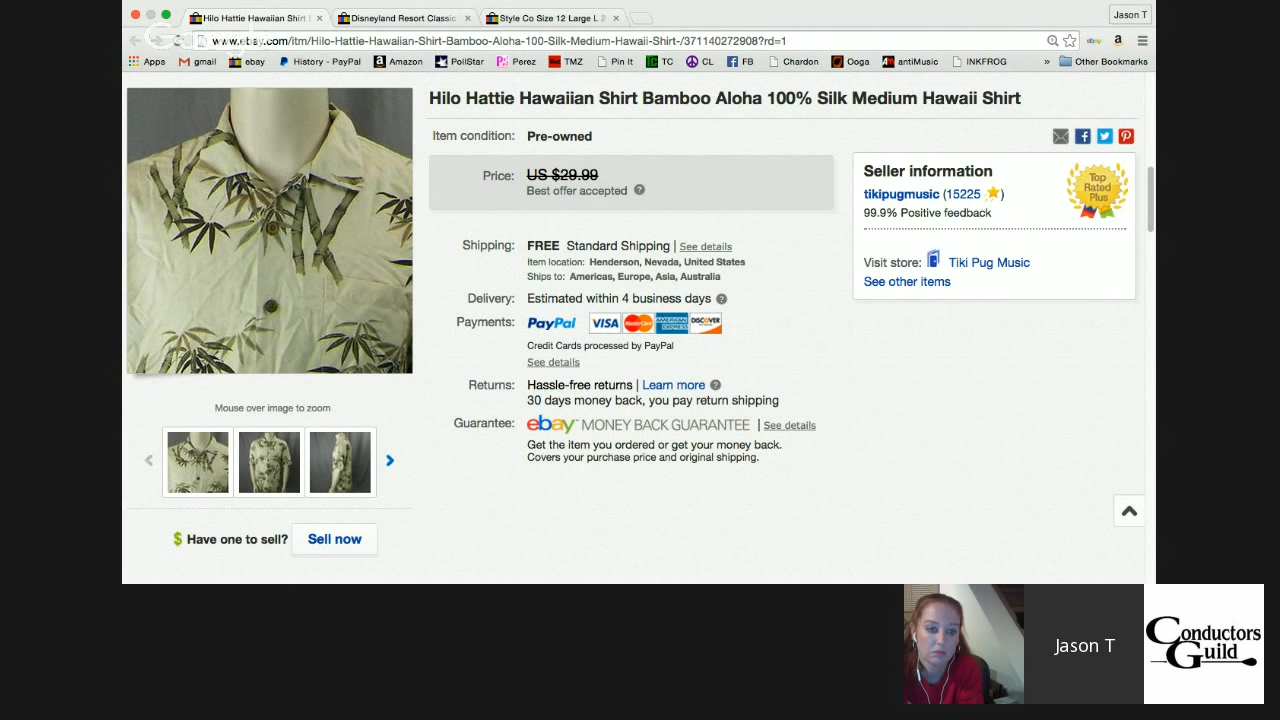 Jason T
Hilo Hattie Hawaiian Shirt B
Disneyland Resort Classic
Style Co Size 12 Large L 2
www.ebay.com/itm/Hilo-Hattie-Hawaiian-Shirt-Bamboo-Aloha-100-Silk-Medium-Hawaii-Shirt-/371140272908?rd=1
Apps gmail ebay History - PayPal Amazon PollStar Perez TMZ Pin It TC CL FB Chardon Ooga antiMusic INKFROG » Other Bookmarks
Hilo Hattie Hawaiian Shirt Bamboo Aloha 100% Silk Medium Hawaii Shirt
Item condition: Pre-owned
Price: US $29.99
Best offer accepted
Shipping: FREE Standard Shipping | See details
Item location: Henderson, Nevada, United States
Ships to: Americas, Europe, Asia, Australia
Delivery: Estimated within 4 business days
Payments: PayPal VISA MasterCard AMERICAN EXPRESS DISCOVER
Credit Cards processed by PayPal
See details
Returns: Hassle-free returns | Learn more
30 days money back, you pay return shipping
Guarantee: ebay MONEY BACK GUARANTEE | See details
Get the item you ordered or get your money back.
Covers your purchase price and original shipping.
Seller information
tikipugmusic (15225 )
99.9% Positive feedback
Top
Rated
Plus
Visit store: Tiki Pug Music
See other items
Mouse over image to zoom
$ Have one to sell? Sell now
Jason T
Conductors
Guild